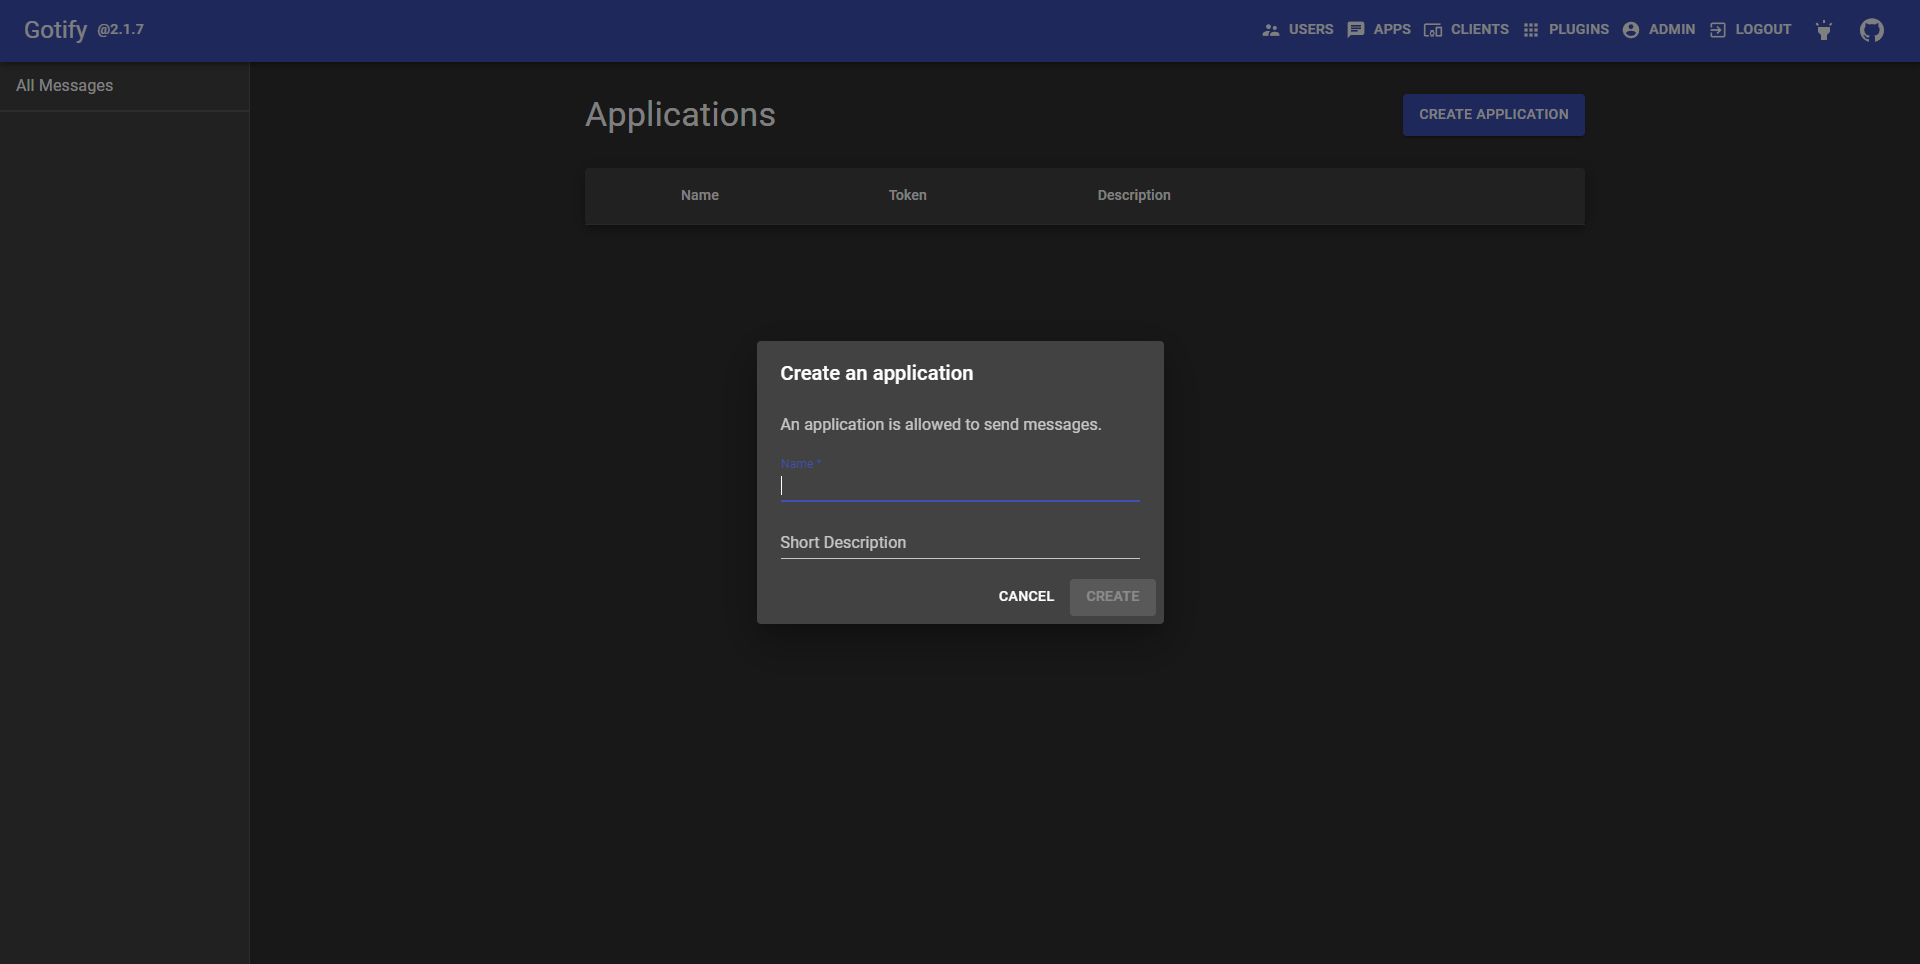 Gotify @2.1.7
USERS APPS CLIENTS PLUGINS ADMIN LOGOUT
All Messages
Applications
CREATE APPLICATION
Name Token Description
Create an application
An application is allowed to send messages.
Name *
Short Description
CANCEL CREATE